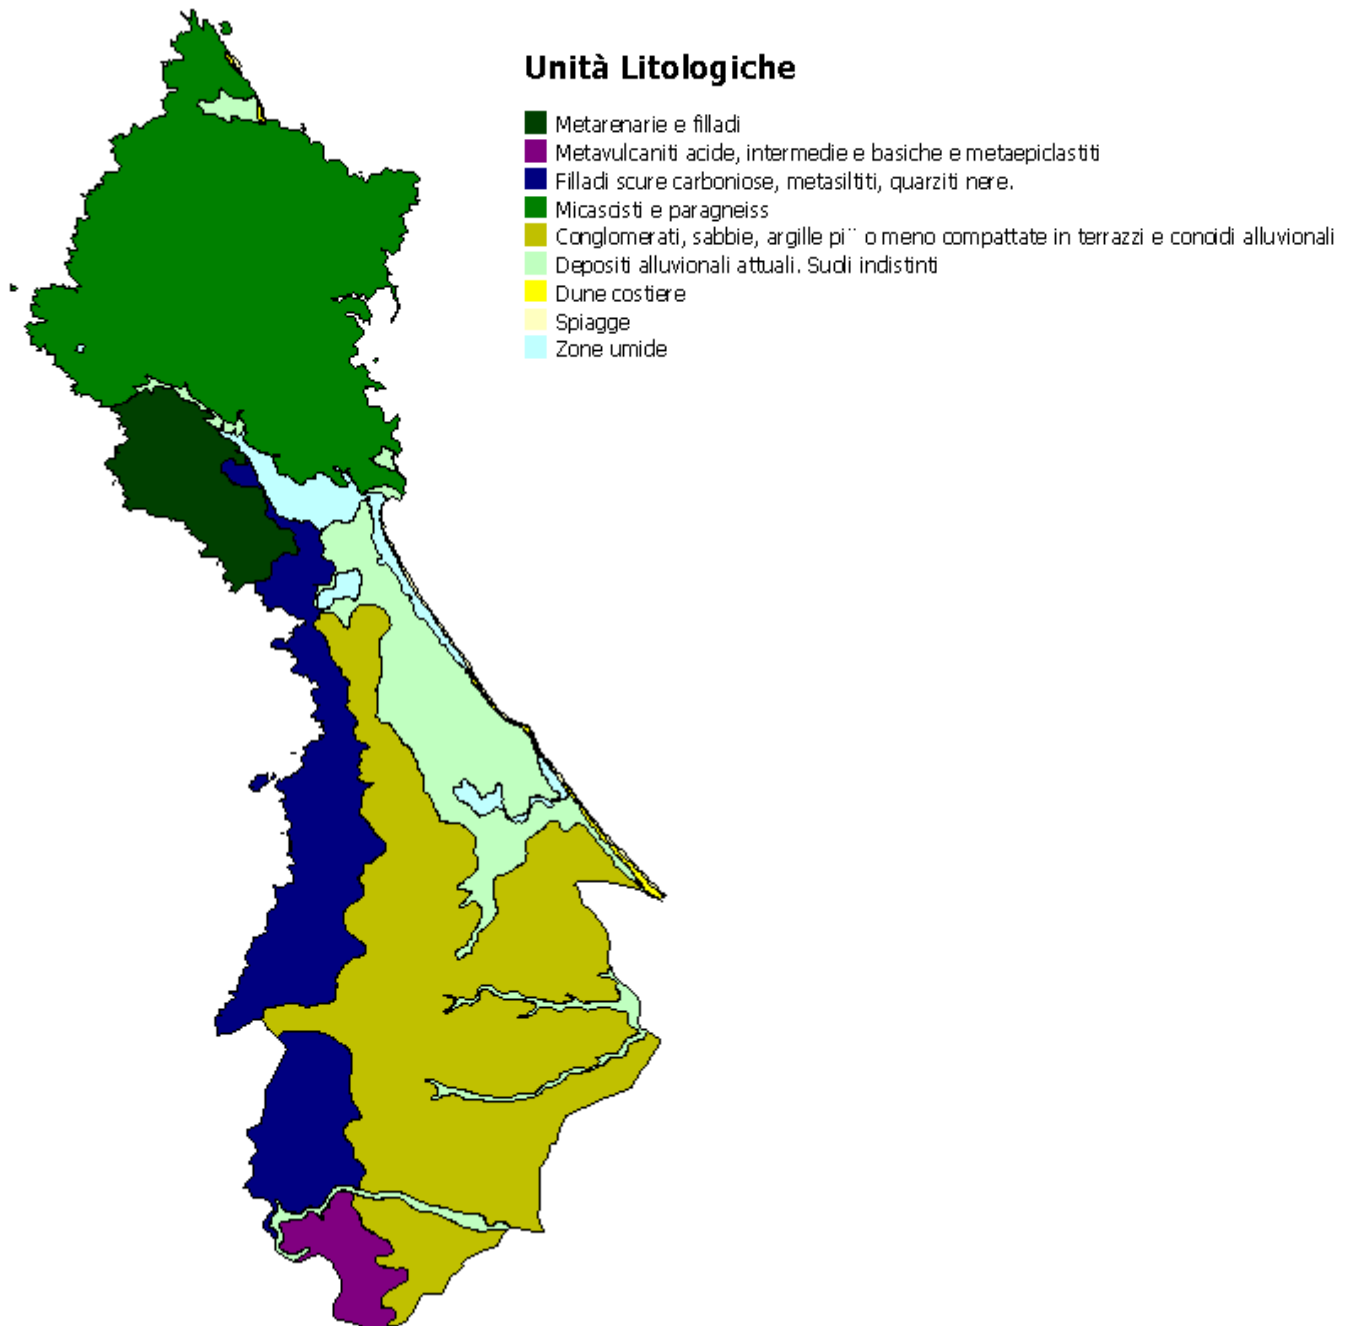 Unità Litologiche
Metarenarie e filladi
Metavulcaniti acide, intermedie e basiche e metaepiclastiti
Filladi scure carboniose, metasiltiti, quarziti nere.
Micascisti e paragneiss
Conglomerati, sabbie, argille pi¨ o meno compattate in terrazzi e conoidi alluvionali
Depositi alluvionali attuali. Suoli indistinti
Dune costiere
Spiagge
Zone umide